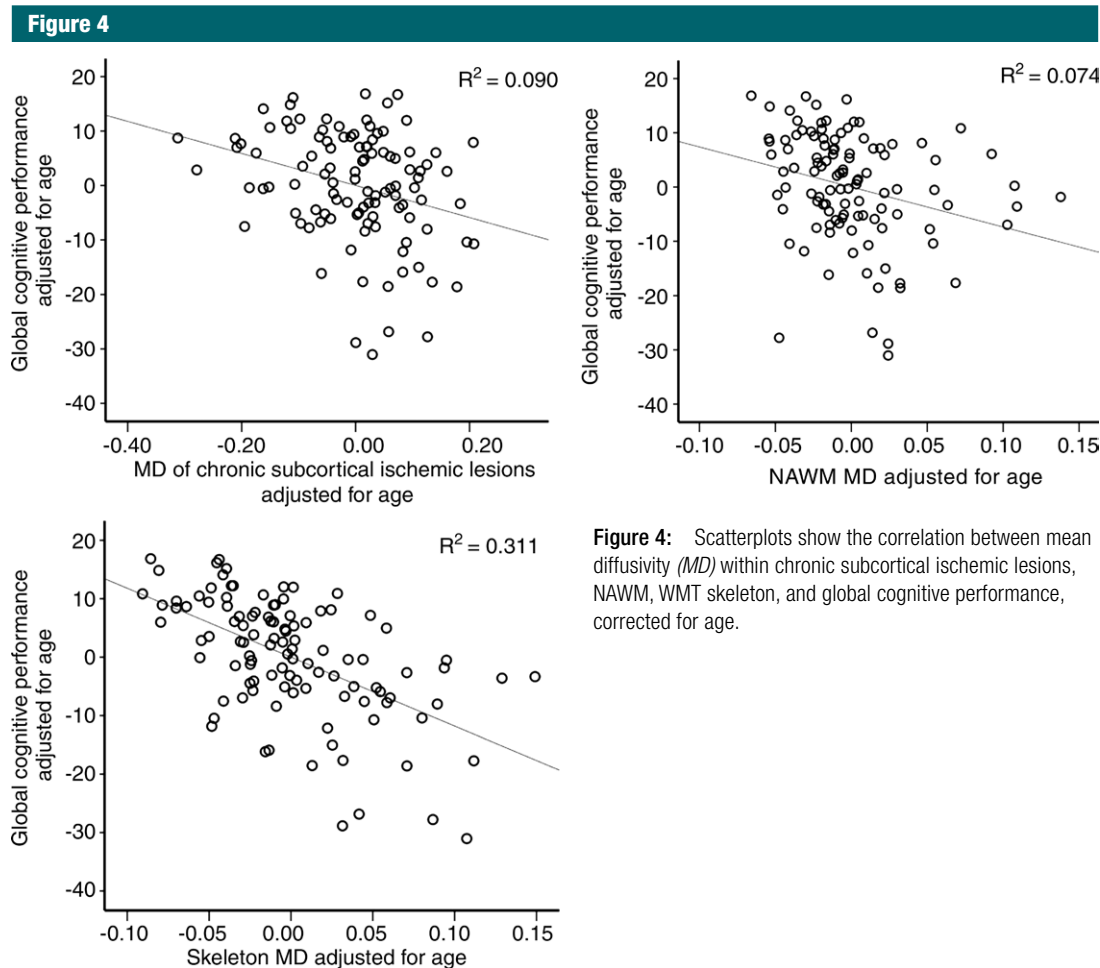 Figure 4
R² = 0.090
20
10
0
-10
-20
-30
-40
Global cognitive performance
adjusted for age
-0.40 -0.20 0.00 0.20
MD of chronic subcortical ischemic lesions
adjusted for age
R² = 0.074
20
10
0
-10
-20
-30
-40
Global cognitive performance
adjusted for age
-0.10 -0.05 0.00 0.05 0.10 0.15
NAWM MD adjusted for age
R² = 0.311
20
10
0
-10
-20
-30
-40
Global cognitive performance
adjusted for age
-0.10 -0.05 0.00 0.05 0.10 0.15
Skeleton MD adjusted for age
Figure 4: Scatterplots show the correlation between mean
diffusivity (MD) within chronic subcortical ischemic lesions,
NAWM, WMT skeleton, and global cognitive performance,
corrected for age.